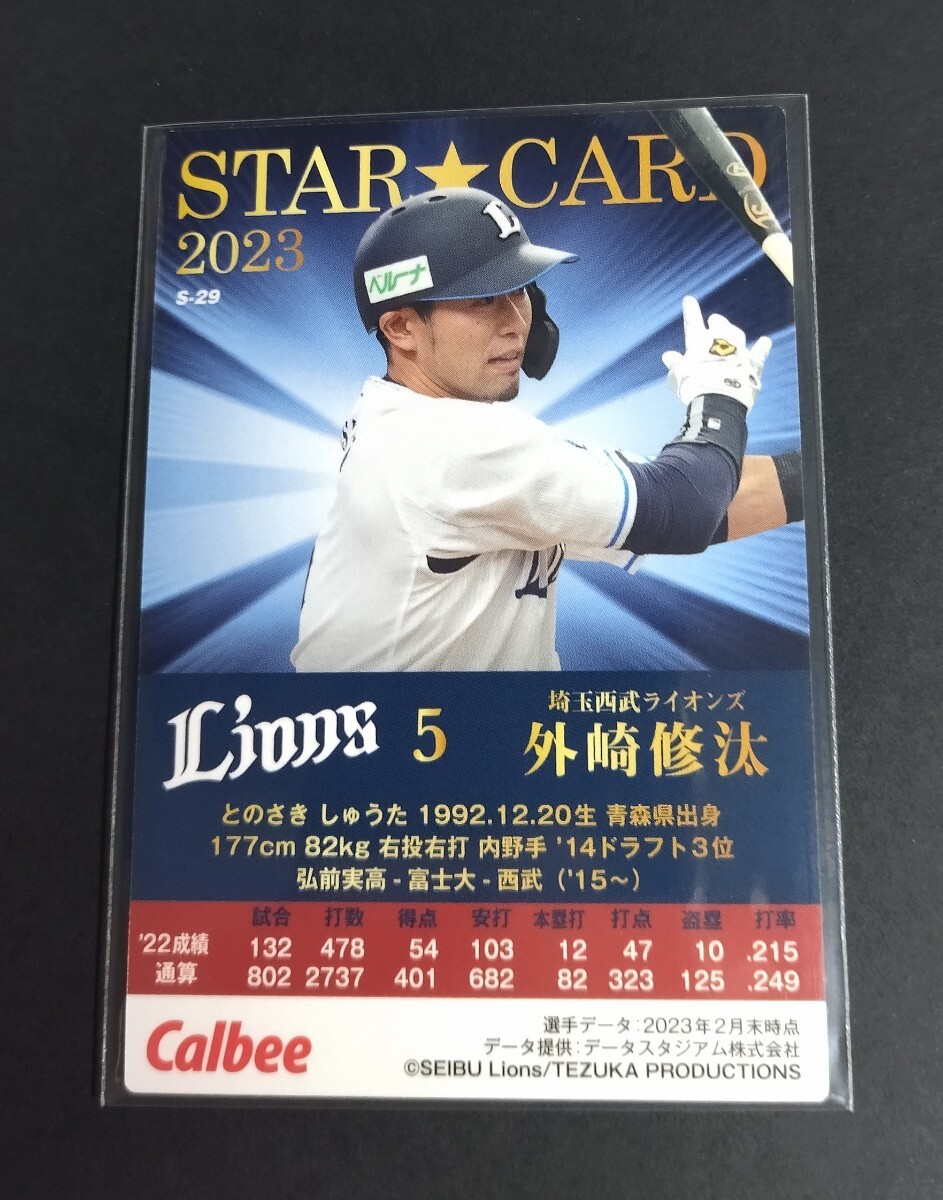 STAR★CARD
2023
S-29
L
ベルーナ
Lions 5
埼玉西武ライオンズ
外崎修汰
とのさき しゅうた 1992.12.20生 青森県出身
177cm 82kg 右投右打 内野手 '14ドラフト3位
弘前実高 - 富士大 - 西武（'15～）
試合 打数 得点 安打 本塁打 打点 盗塁 打率
'22成績 132 478 54 103 12 47 10 .215
通算 802 2737 401 682 82 323 125 .249
Calbee
選手データ：2023年2月末時点
データ提供：データスタジアム株式会社
©SEIBU Lions/TEZUKA PRODUCTIONS